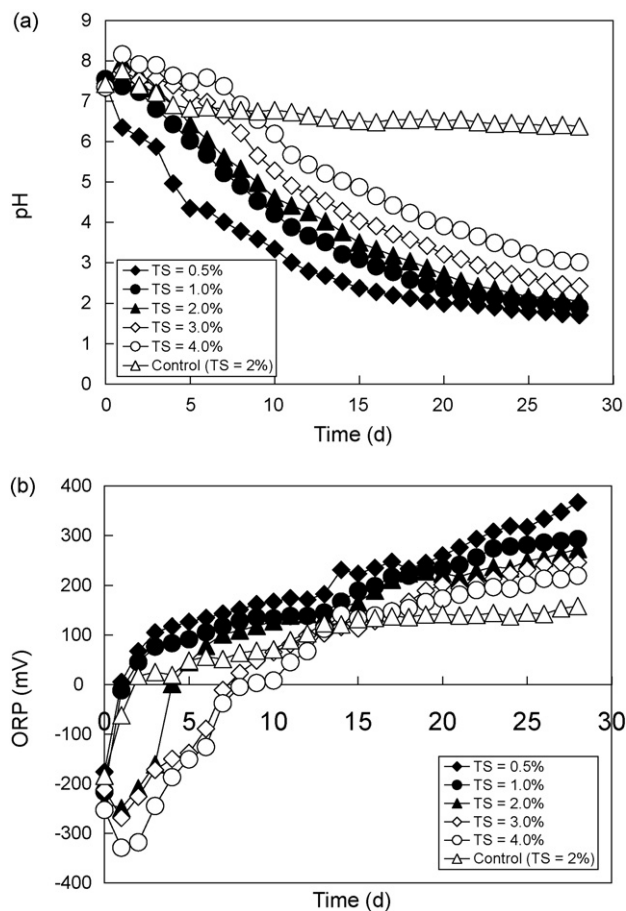 (a)
9
8
7
6
5
4
3
2
1
0
pH
TS = 0.5%
TS = 1.0%
TS = 2.0%
TS = 3.0%
TS = 4.0%
Control (TS = 2%)
0 5 10 15 20 25 30
Time (d)
(b)
400
300
200
100
0
-100
-200
-300
-400
ORP (mV)
0 5 10 15 20 25 30
TS = 0.5%
TS = 1.0%
TS = 2.0%
TS = 3.0%
TS = 4.0%
Control (TS = 2%)
Time (d)